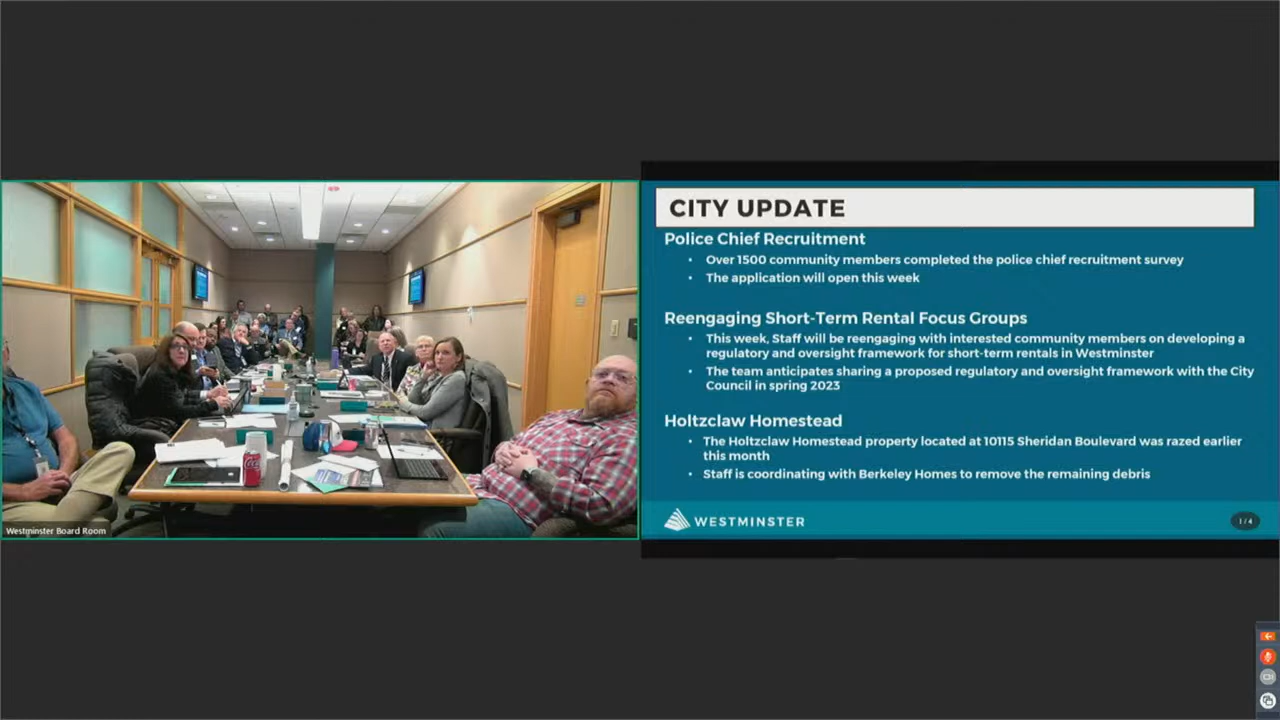 CITY UPDATE
Police Chief Recruitment
• Over 1500 community members completed the police chief recruitment survey
• The application will open this week
Reengaging Short-Term Rental Focus Groups
• This week, Staff will be reengaging with interested community members on developing a
regulatory and oversight framework for short-term rentals in Westminster
• The team anticipates sharing a proposed regulatory and oversight framework with the City
Council in spring 2023
Holtzclaw Homestead
• The Holtzclaw Homestead property located at 10115 Sheridan Boulevard was razed earlier
this month
• Staff is coordinating with Berkeley Homes to remove the remaining debris
WESTMINSTER
1 / 4
Westminster Board Room